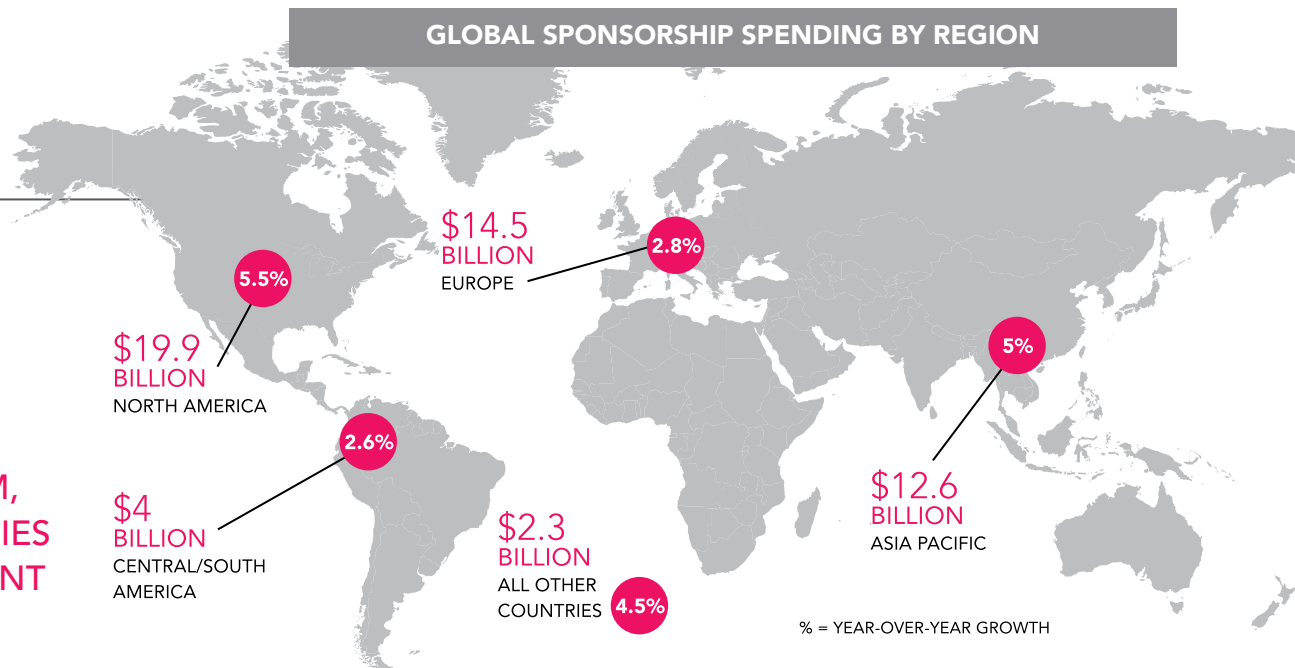 GLOBAL SPONSORSHIP SPENDING BY REGION
$14.5
BILLION
EUROPE
2.8%
5.5%
$19.9
BILLION
NORTH AMERICA
5%
2.6%
$12.6
BILLION
ASIA PACIFIC
$4
BILLION
CENTRAL/SOUTH
AMERICA
$2.3
BILLION
ALL OTHER
COUNTRIES
4.5%
% = YEAR-OVER-YEAR GROWTH
M,
IES
NT